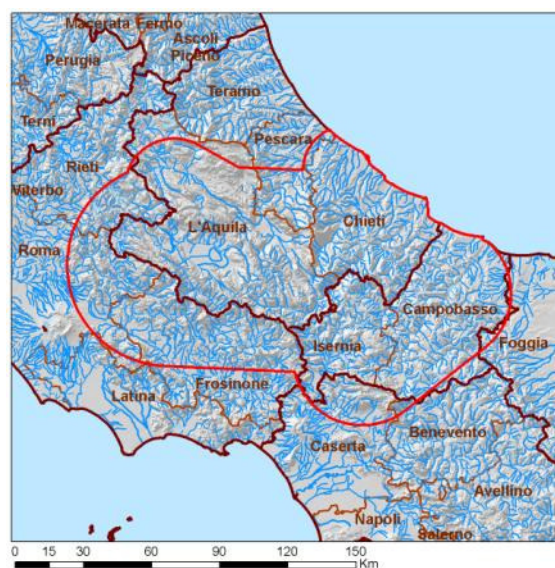 Macerata Fermo
Ascoli
Piceno
Perugia
Teramo
Terni
Pescara
Rieti
Viterbo
L'Aquila
Chieti
Roma
Campobasso
Isernia
Foggia
Latina
Frosinone
Caserta
Benevento
Avellino
Napoli
Salerno
0 15 30 60 90 120 150
Km